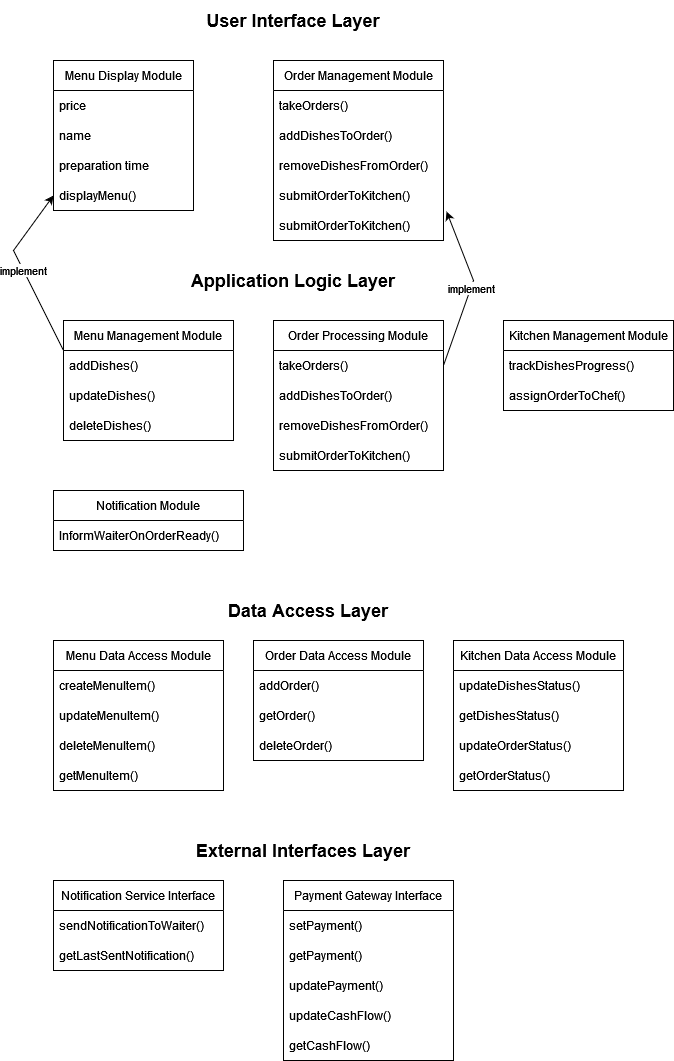 User Interface Layer
Menu Display Module
price
name
preparation time
displayMenu()
Order Management Module
takeOrders()
addDishesToOrder()
removeDishesFromOrder()
submitOrderToKitchen()
submitOrderToKitchen()
implement
implement
Application Logic Layer
Menu Management Module
addDishes()
updateDishes()
deleteDishes()
Order Processing Module
takeOrders()
addDishesToOrder()
removeDishesFromOrder()
submitOrderToKitchen()
Kitchen Management Module
trackDishesProgress()
assignOrderToChef()
Notification Module
InformWaiterOnOrderReady()
Data Access Layer
Menu Data Access Module
createMenuItem()
updateMenuItem()
deleteMenuItem()
getMenuItem()
Order Data Access Module
addOrder()
getOrder()
deleteOrder()
Kitchen Data Access Module
updateDishesStatus()
getDishesStatus()
updateOrderStatus()
getOrderStatus()
External Interfaces Layer
Notification Service Interface
sendNotificationToWaiter()
getLastSentNotification()
Payment Gateway Interface
setPayment()
getPayment()
updatePayment()
updateCashFlow()
getCashFlow()